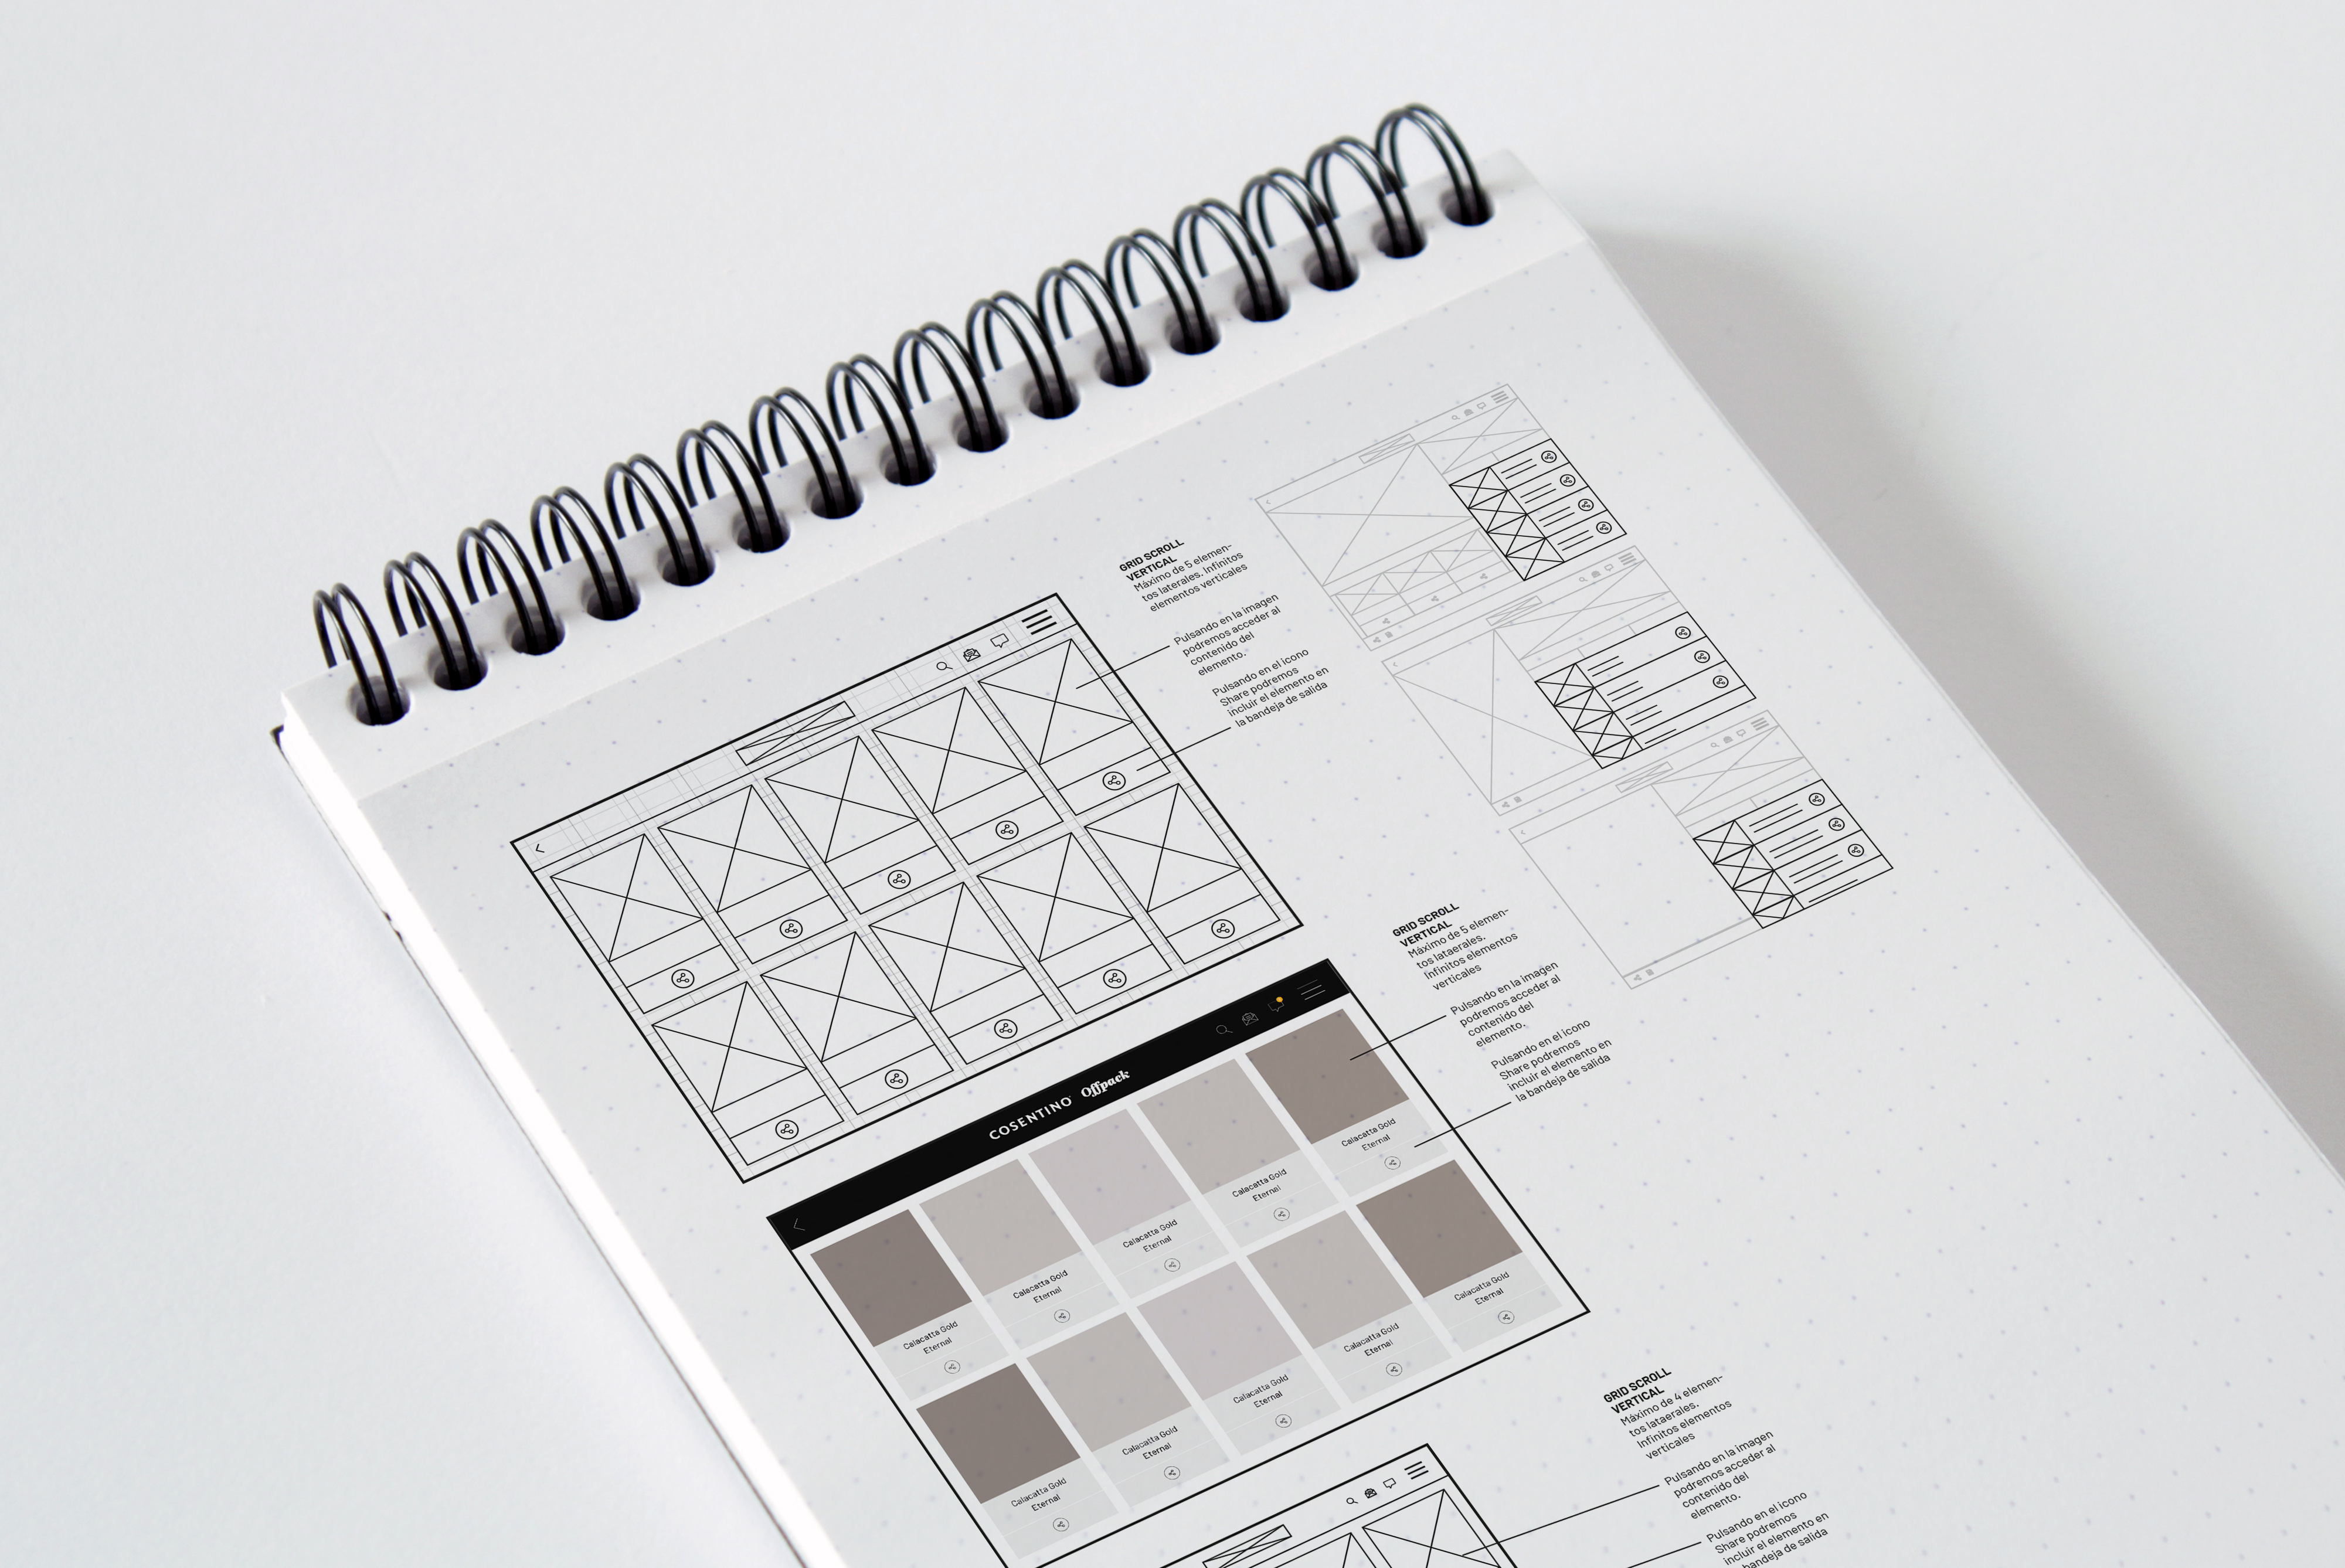 GRID SCROLL
VERTICAL
Máximo de 5 elemen-
tos laterales. Infinitos
elementos verticales
Pulsando en la imagen
podremos acceder al
contenido del
elemento.
Pulsando en el icono
Share podremos
incluir el elemento en
la bandeja de salida
GRID SCROLL
VERTICAL
Máximo de 5 elemen-
tos lataerales.
Infinitos elementos
verticales
Pulsando en la imagen
podremos acceder al
contenido del
elemento.
Pulsando en el icono
Share podremos
incluir el elemento en
la bandeja de salida
COSENTINO Offpack
Calacatta Gold
Eternal
Calacatta Gold
Eternal
Calacatta Gold
Eternal
Calacatta Gold
Eternal
Calacatta Gold
Eternal
Calacatta Gold
Eternal
Calacatta Gold
Eternal
Calacatta Gold
Eternal
Calacatta Gold
Eternal
Calacatta Gold
Eternal
GRID SCROLL
VERTICAL
Máximo de 4 elemen-
tos lataerales.
Infinitos elementos
verticales
Pulsando en la imagen
podremos acceder al
contenido del
elemento.
Pulsando en el icono
Share podremos
incluir el elemento en
la bandeja de salida